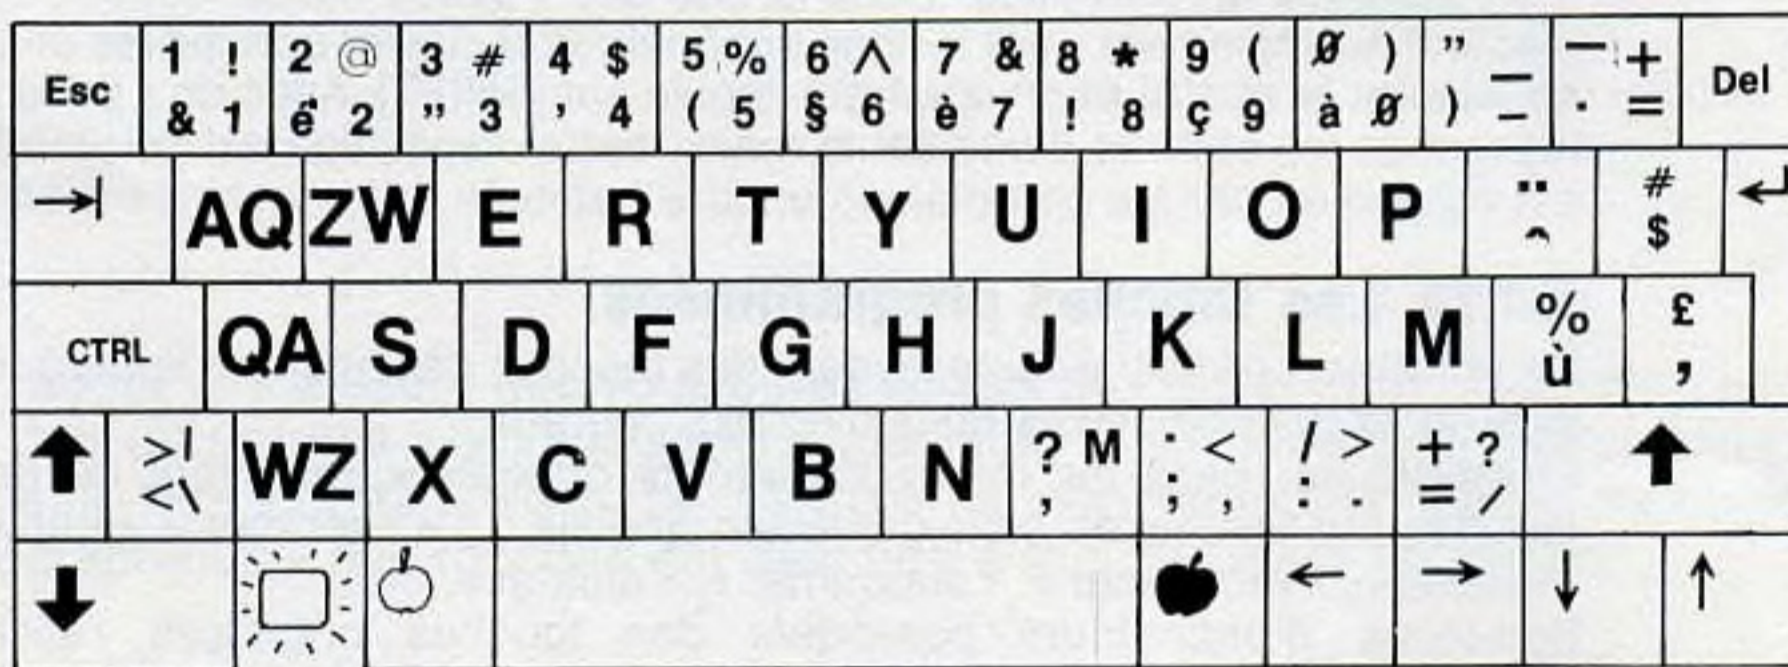 Esc 1 ! 2 @ 3 # 4 $ 5 % 6 ^ 7 & 8 * 9 ( Ø ) ” — — + Del
& 1 é 2 ” 3 ’ 4 ( 5 § 6 è 7 ! 8 ç 9 à Ø ) – · =
→| AQ ZW E R T Y U I O P ¨ # ↵
^ $
CTRL QA S D F G H J K L M % £
ù ,
⬆ >| WZ X C V B N ? M . < / > + ? ⬆
<\ , ; , : . = /
⬇ ← → ↓ ↑